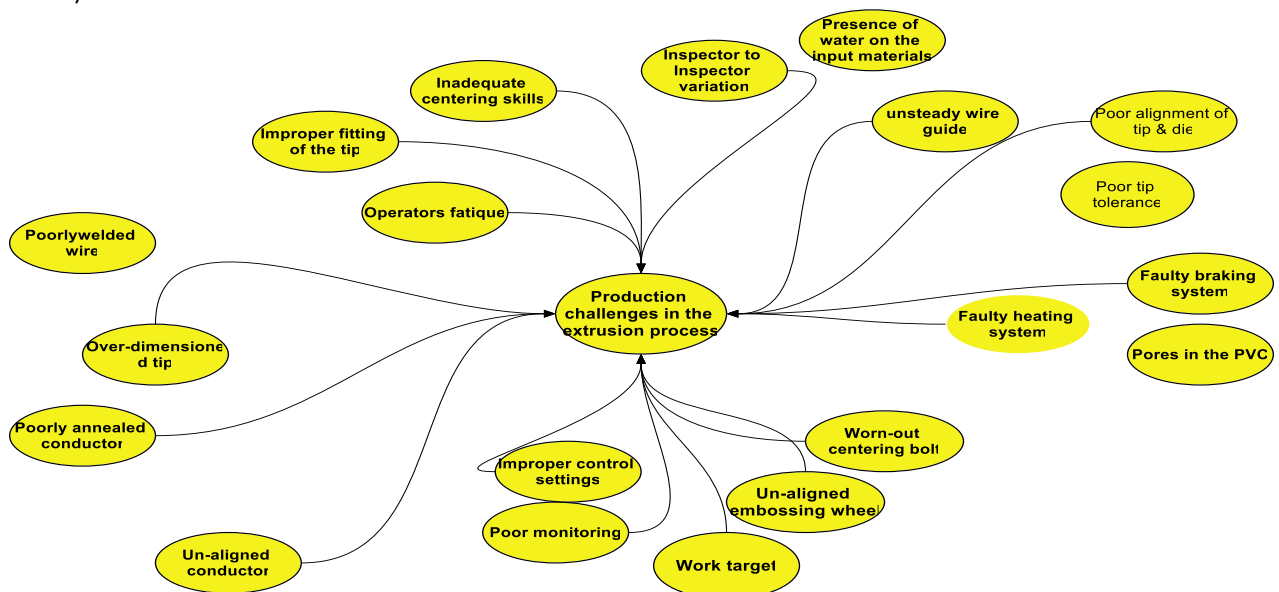 Presence of
water on the
input materials
Inspector to
Inspector
variation
Inadequate
centering skills
unsteady wire
guide
Poor alignment of
tip & die
Improper fitting
of the tip
Poor tip
tolerance
Operators fatique
Poorlywelded
wire
Faulty braking
system
Production
challenges in the
extrusion process
Faulty heating
system
Over-dimensione
d tip
Pores in the PVC
Poorly annealed
conductor
Worn-out
centering bolt
Improper control
settings
Un-aligned
embossing wheel
Poor monitoring
Un-aligned
conductor
Work target